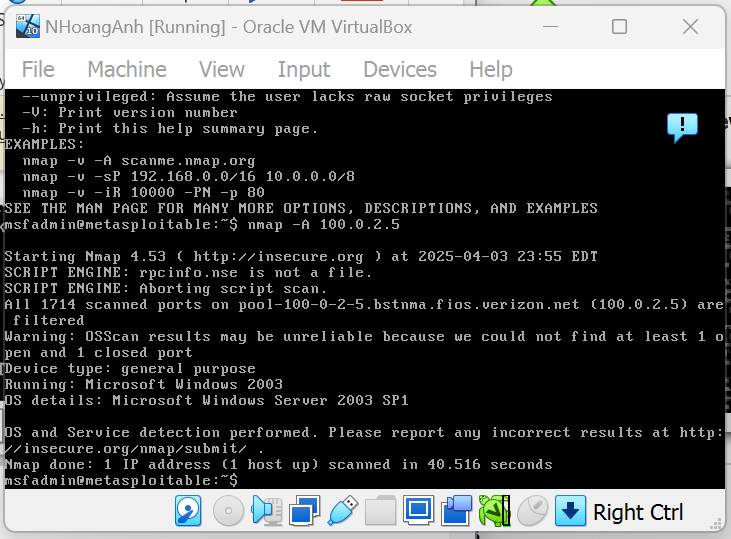 NHoangAnh [Running] - Oracle VM VirtualBox
File Machine View Input Devices Help
--unprivileged: Assume the user lacks raw socket privileges
-V: Print version number
-h: Print this help summary page.
EXAMPLES:
nmap -v -A scanme.nmap.org
nmap -v -sP 192.168.0.0/16 10.0.0.0/8
nmap -v -iR 10000 -PN -p 80
SEE THE MAN PAGE FOR MANY MORE OPTIONS, DESCRIPTIONS, AND EXAMPLES
msfadmin@metasploitable:~$ nmap -A 100.0.2.5
Starting Nmap 4.53 ( http://insecure.org ) at 2025-04-03 23:55 EDT
SCRIPT ENGINE: rpcinfo.nse is not a file.
SCRIPT ENGINE: Aborting script scan.
All 1714 scanned ports on pool-100-0-2-5.bstnma.fios.verizon.net (100.0.2.5) are
filtered
Warning: OSScan results may be unreliable because we could not find at least 1 o
pen and 1 closed port
Device type: general purpose
Running: Microsoft Windows 2003
OS details: Microsoft Windows Server 2003 SP1
OS and Service detection performed. Please report any incorrect results at http:
//insecure.org/nmap/submit/ .
Nmap done: 1 IP address (1 host up) scanned in 40.516 seconds
msfadmin@metasploitable:~$
Right Ctrl